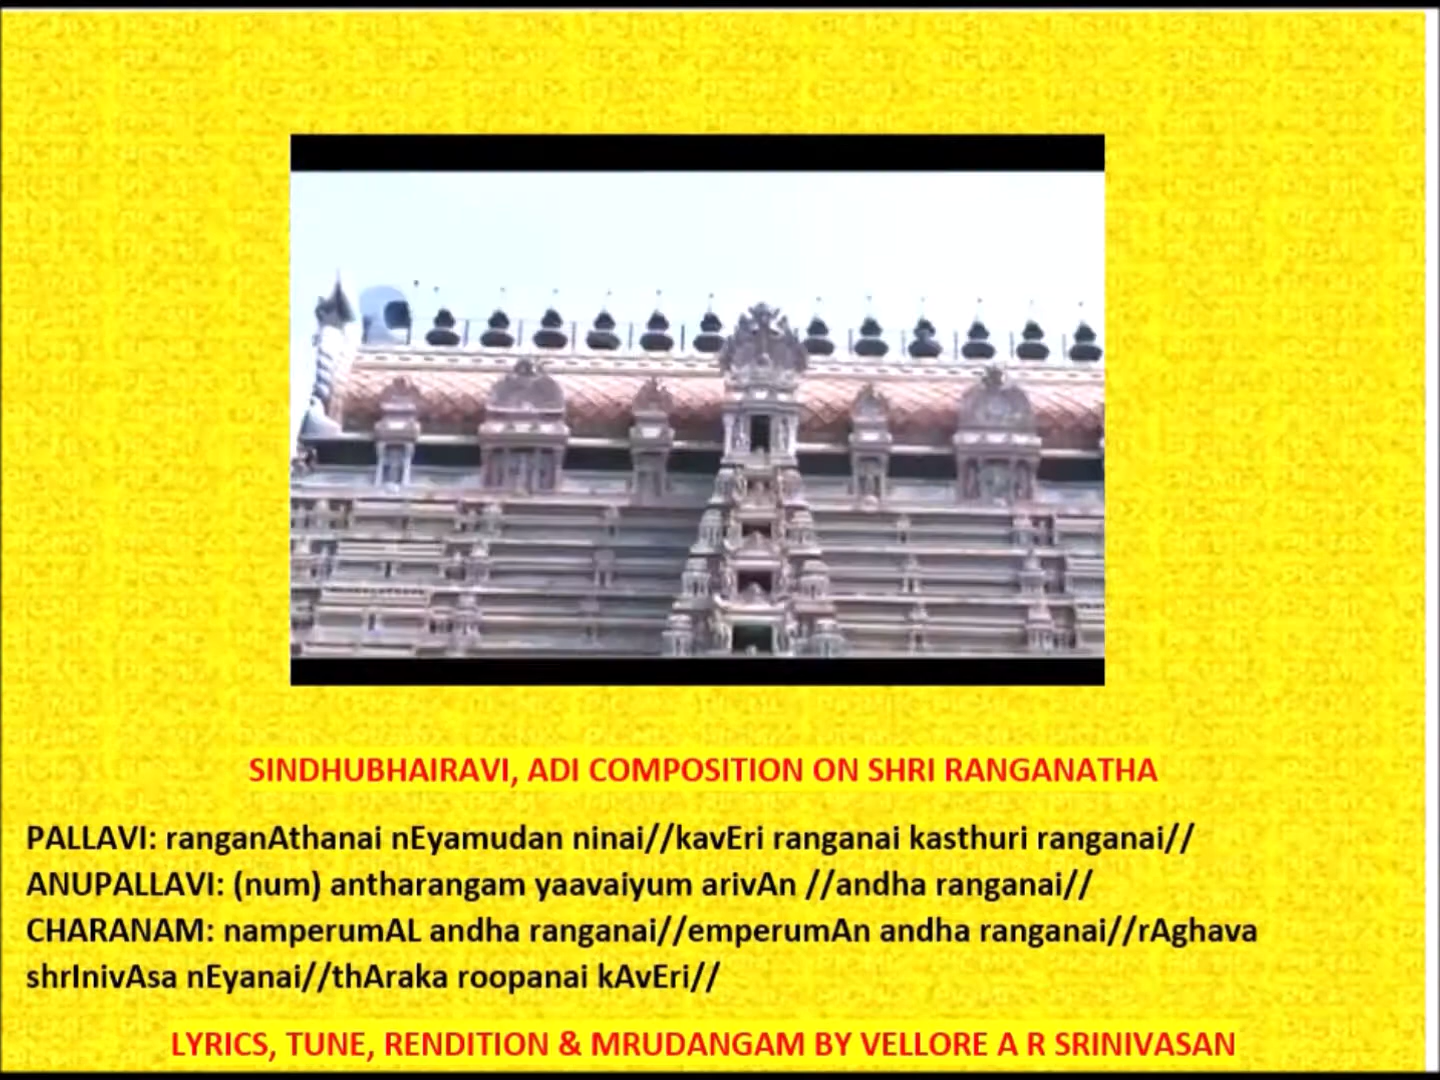 SINDHUBHAIRAVI, ADI COMPOSITION ON SHRI RANGANATHA
PALLAVI: ranganAthanai nEyamudan ninai//kavEri ranganai kasthuri ranganai//
ANUPALLAVI: (num) antharangam yaavaiyum arivAn //andha ranganai//
CHARANAM: namperumAL andha ranganai//emperumAn andha ranganai//rAghava
shrInivAsa nEyanai//thAraka roopanai kAvEri//
LYRICS, TUNE, RENDITION & MRUDANGAM BY VELLORE A R SRINIVASAN